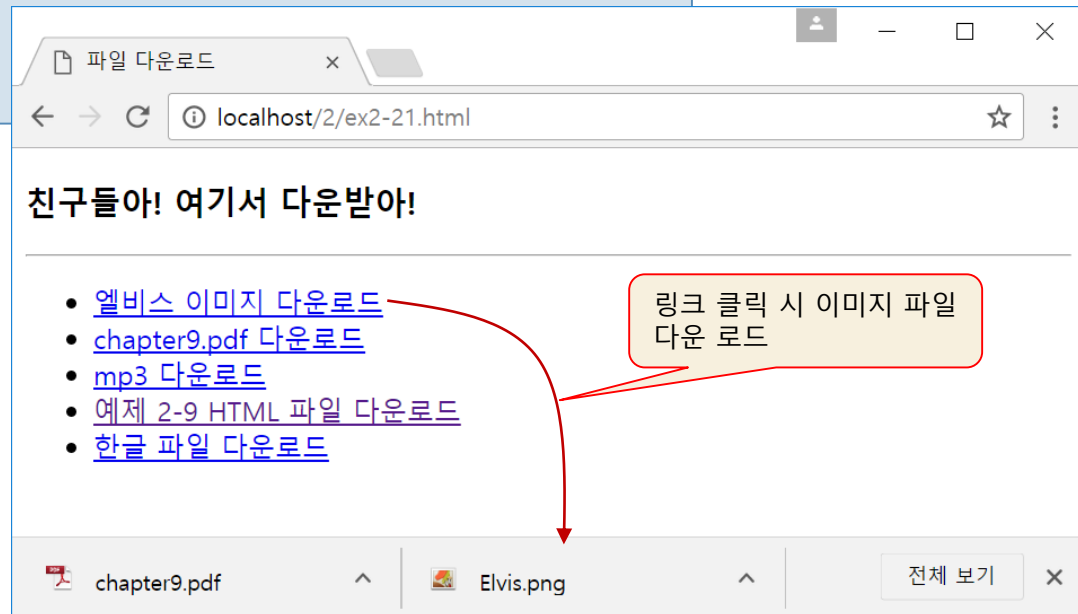 파일 다운로드
localhost/2/ex2-21.html
친구들아! 여기서 다운받아!
엘비스 이미지 다운로드
chapter9.pdf 다운로드
mp3 다운로드
예제 2-9 HTML 파일 다운로드
한글 파일 다운로드
링크 클릭 시 이미지 파일
다운 로드
PDF
chapter9.pdf
Elvis.png
전체 보기